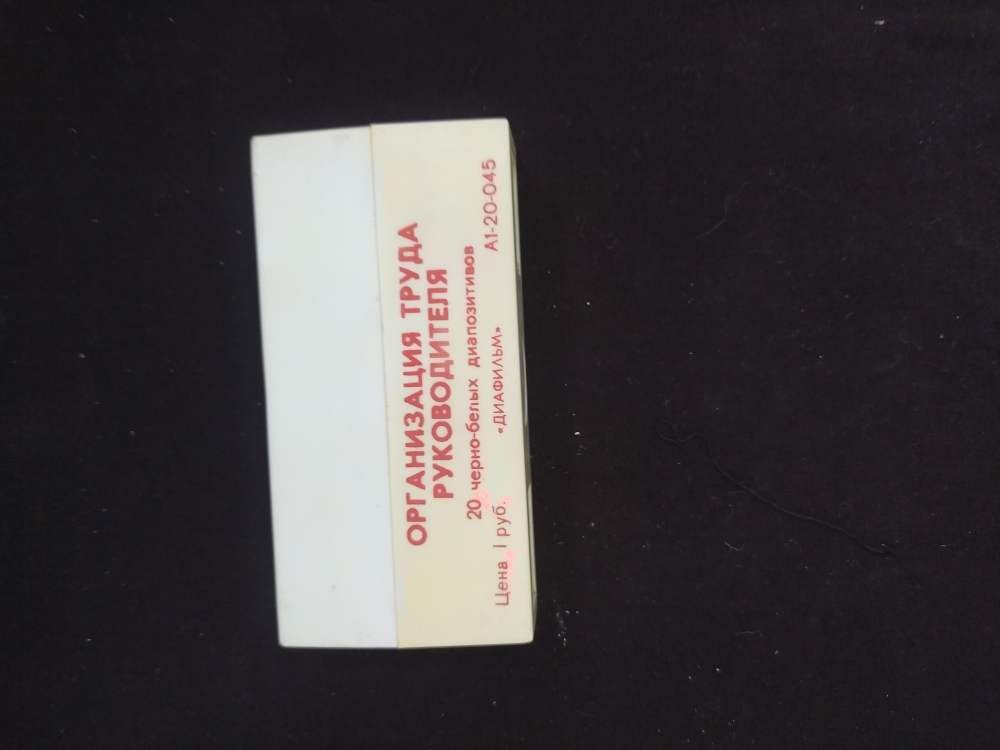 ОРГАНИЗАЦИЯ ТРУДА
РУКОВОДИТЕЛЯ
20 черно-белых диапозитивов
Цена 1 руб. «ДИАФИЛЬМ» А1-20-045